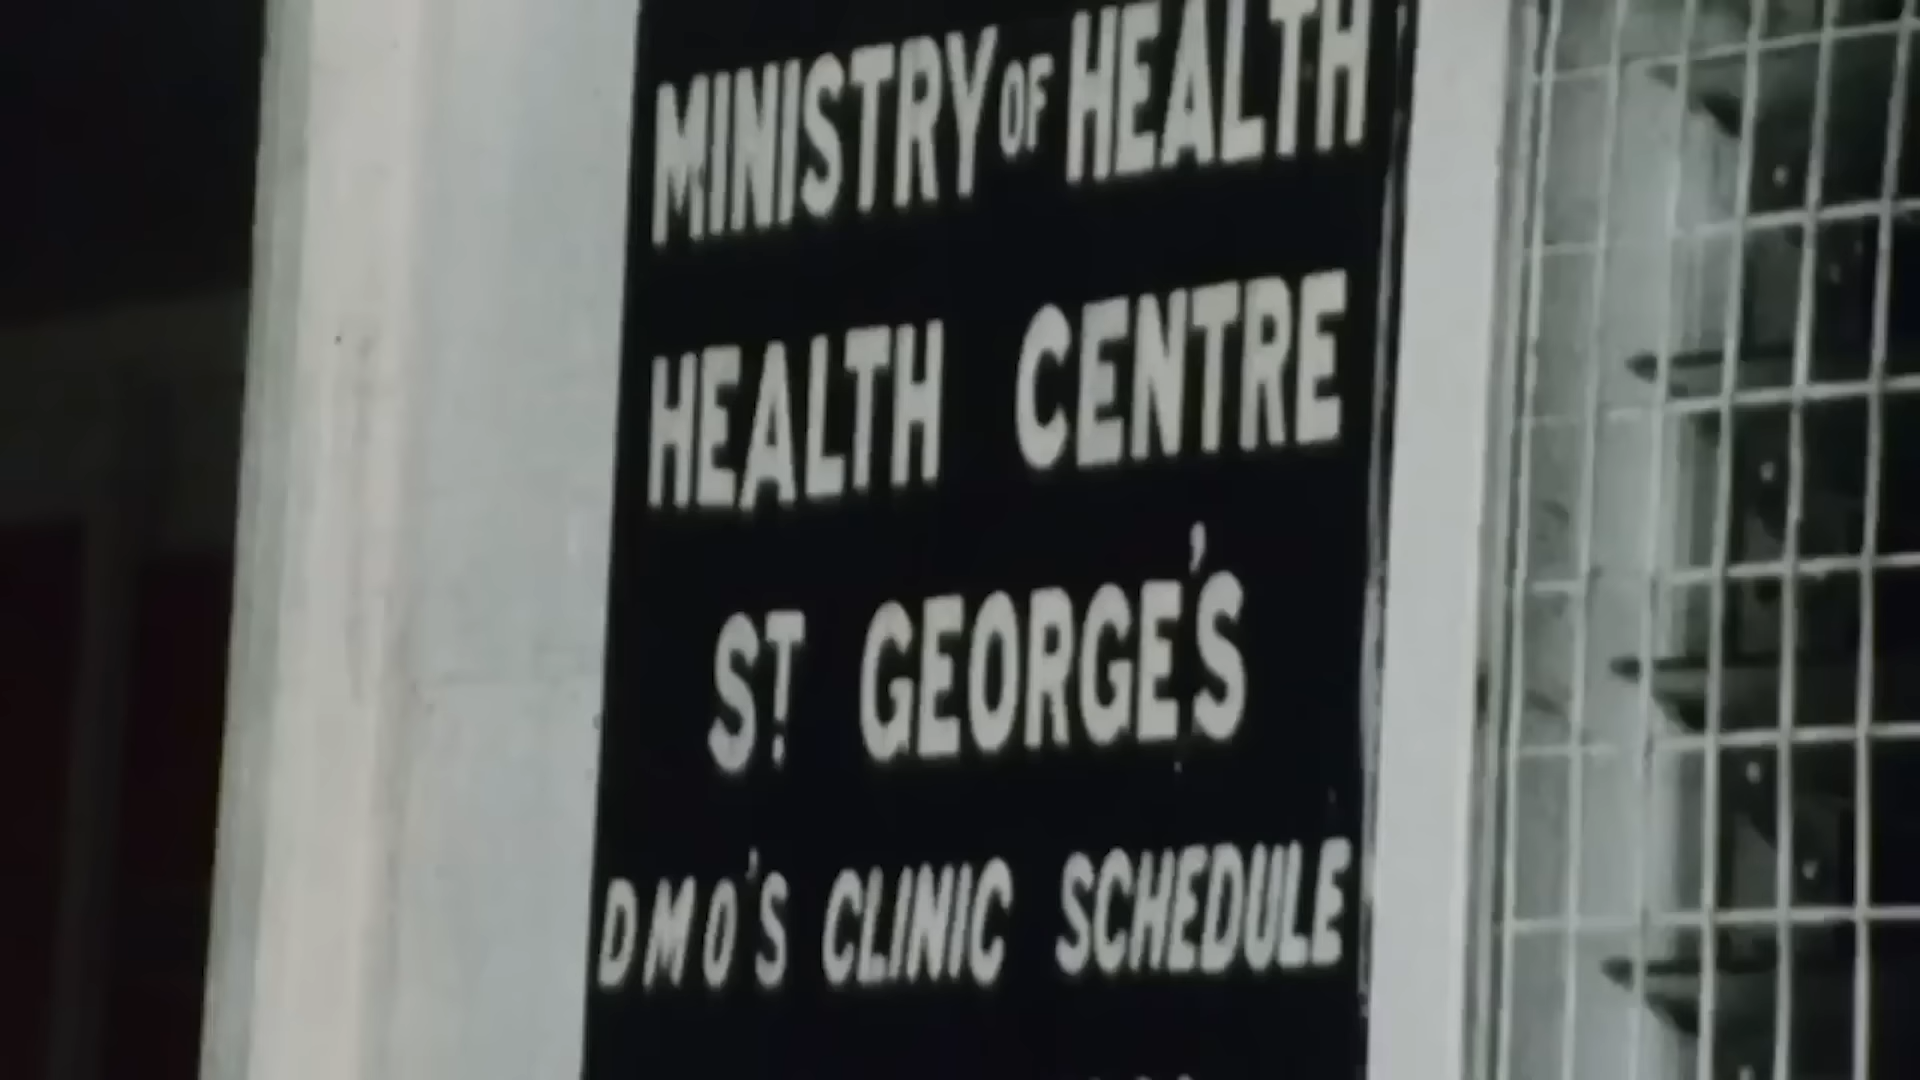 MINISTRY OF HEALTH
HEALTH CENTRE
ST GEORGE'S
DMO'S CLINIC SCHEDULE